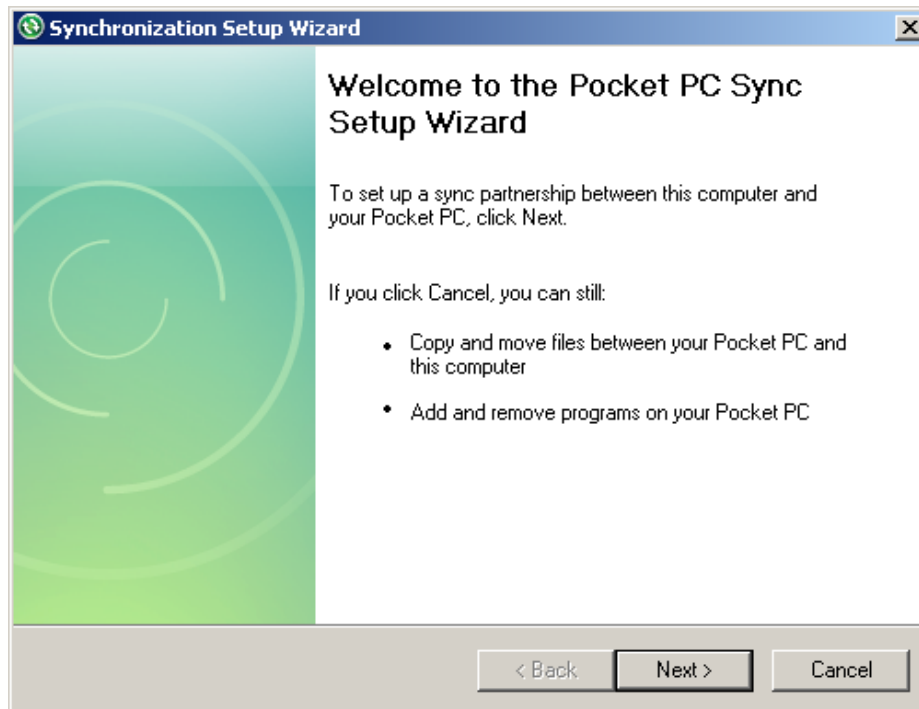 Synchronization Setup Wizard
Welcome to the Pocket PC Sync
Setup Wizard
To set up a sync partnership between this computer and
your Pocket PC, click Next.
If you click Cancel, you can still:
• Copy and move files between your Pocket PC and
this computer
• Add and remove programs on your Pocket PC
< Back Next > Cancel